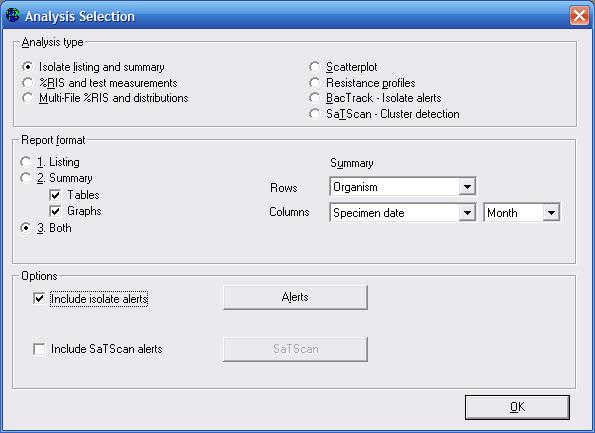 Analysis Selection
Analysis type
Isolate listing and summary
%RIS and test measurements
Multi-File %RIS and distributions
Scatterplot
Resistance profiles
BacTrack - Isolate alerts
SaTScan - Cluster detection
Report format
1. Listing
2. Summary
Tables
Graphs
3. Both
Summary
Rows Organism
Columns Specimen date Month
Options
Include isolate alerts Alerts
Include SaTScan alerts SaTScan
OK